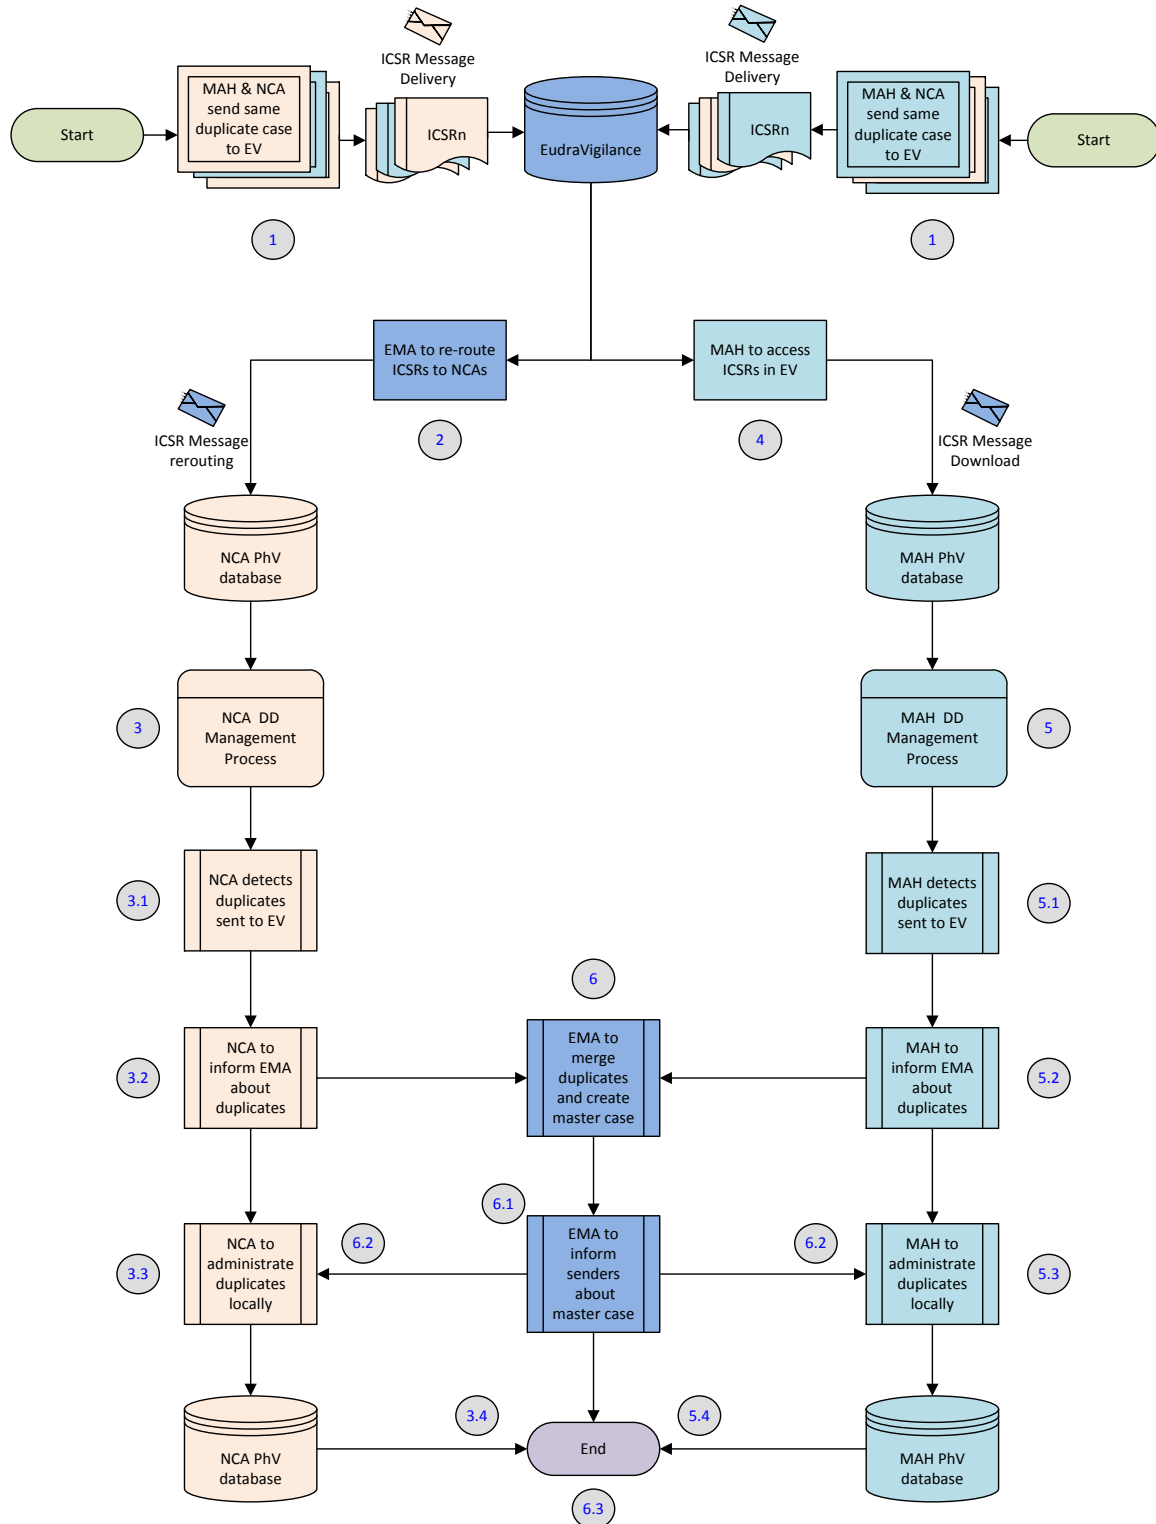 ICSR Message
Delivery
ICSR Message
Delivery
Start
MAH & NCA
send same
duplicate case
to EV
ICSRn
EudraVigilance
ICSRn
MAH & NCA
send same
duplicate case
to EV
Start
1
1
EMA to re-route
ICSRs to NCAs
MAH to access
ICSRs in EV
2
4
ICSR Message
rerouting
ICSR Message
Download
NCA PhV
database
MAH PhV
database
3
NCA DD
Management
Process
MAH DD
Management
Process
5
3.1
NCA detects
duplicates
sent to EV
MAH detects
duplicates
sent to EV
5.1
6
3.2
NCA to
inform EMA
about
duplicates
EMA to
merge
duplicates
and create
master case
MAH to
inform EMA
about
duplicates
5.2
6.1
3.3
NCA to
administrate
duplicates
locally
6.2
EMA to
inform
senders
about
master case
6.2
MAH to
administrate
duplicates
locally
5.3
NCA PhV
database
3.4
End
5.4
MAH PhV
database
6.3